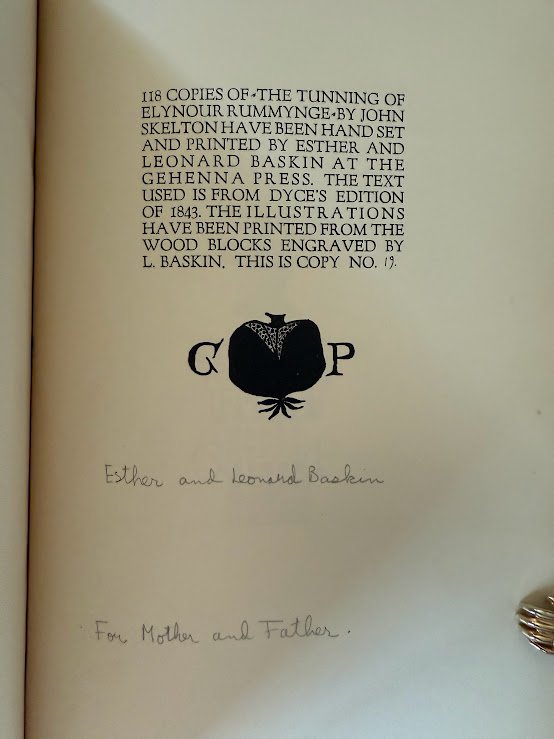 118 COPIES OF·THE TUNNING OF
ELYNOUR RUMMYNGE·BY JOHN
SKELTON HAVE BEEN HAND SET
AND PRINTED BY ESTHER AND
LEONARD BASKIN AT THE
GEHENNA PRESS. THE TEXT
USED IS FROM DYCE'S EDITION
OF 1843. THE ILLUSTRATIONS
HAVE BEEN PRINTED FROM THE
WOOD BLOCKS ENGRAVED BY
L. BASKIN. THIS IS COPY NO. 19.
G P
Esther and Leonard Baskin
For Mother and Father.